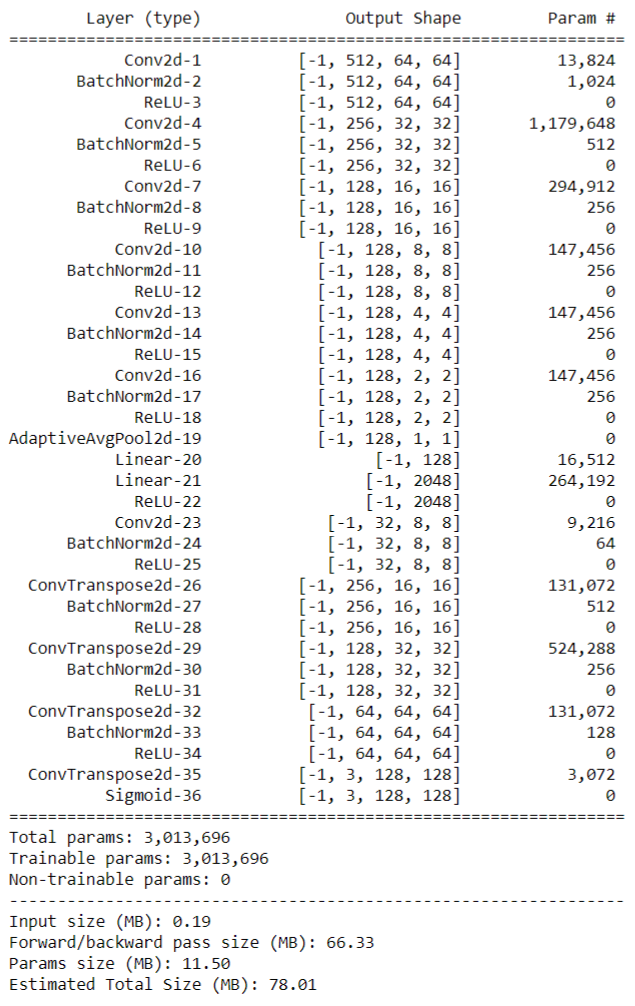 Layer (type) Output Shape Param #
================================================================
Conv2d-1 [-1, 512, 64, 64] 13,824
BatchNorm2d-2 [-1, 512, 64, 64] 1,024
ReLU-3 [-1, 512, 64, 64] 0
Conv2d-4 [-1, 256, 32, 32] 1,179,648
BatchNorm2d-5 [-1, 256, 32, 32] 512
ReLU-6 [-1, 256, 32, 32] 0
Conv2d-7 [-1, 128, 16, 16] 294,912
BatchNorm2d-8 [-1, 128, 16, 16] 256
ReLU-9 [-1, 128, 16, 16] 0
Conv2d-10 [-1, 128, 8, 8] 147,456
BatchNorm2d-11 [-1, 128, 8, 8] 256
ReLU-12 [-1, 128, 8, 8] 0
Conv2d-13 [-1, 128, 4, 4] 147,456
BatchNorm2d-14 [-1, 128, 4, 4] 256
ReLU-15 [-1, 128, 4, 4] 0
Conv2d-16 [-1, 128, 2, 2] 147,456
BatchNorm2d-17 [-1, 128, 2, 2] 256
ReLU-18 [-1, 128, 2, 2] 0
AdaptiveAvgPool2d-19 [-1, 128, 1, 1] 0
Linear-20 [-1, 128] 16,512
Linear-21 [-1, 2048] 264,192
ReLU-22 [-1, 2048] 0
Conv2d-23 [-1, 32, 8, 8] 9,216
BatchNorm2d-24 [-1, 32, 8, 8] 64
ReLU-25 [-1, 32, 8, 8] 0
ConvTranspose2d-26 [-1, 256, 16, 16] 131,072
BatchNorm2d-27 [-1, 256, 16, 16] 512
ReLU-28 [-1, 256, 16, 16] 0
ConvTranspose2d-29 [-1, 128, 32, 32] 524,288
BatchNorm2d-30 [-1, 128, 32, 32] 256
ReLU-31 [-1, 128, 32, 32] 0
ConvTranspose2d-32 [-1, 64, 64, 64] 131,072
BatchNorm2d-33 [-1, 64, 64, 64] 128
ReLU-34 [-1, 64, 64, 64] 0
ConvTranspose2d-35 [-1, 3, 128, 128] 3,072
Sigmoid-36 [-1, 3, 128, 128] 0
================================================================
Total params: 3,013,696
Trainable params: 3,013,696
Non-trainable params: 0
----------------------------------------------------------------
Input size (MB): 0.19
Forward/backward pass size (MB): 66.33
Params size (MB): 11.50
Estimated Total Size (MB): 78.01